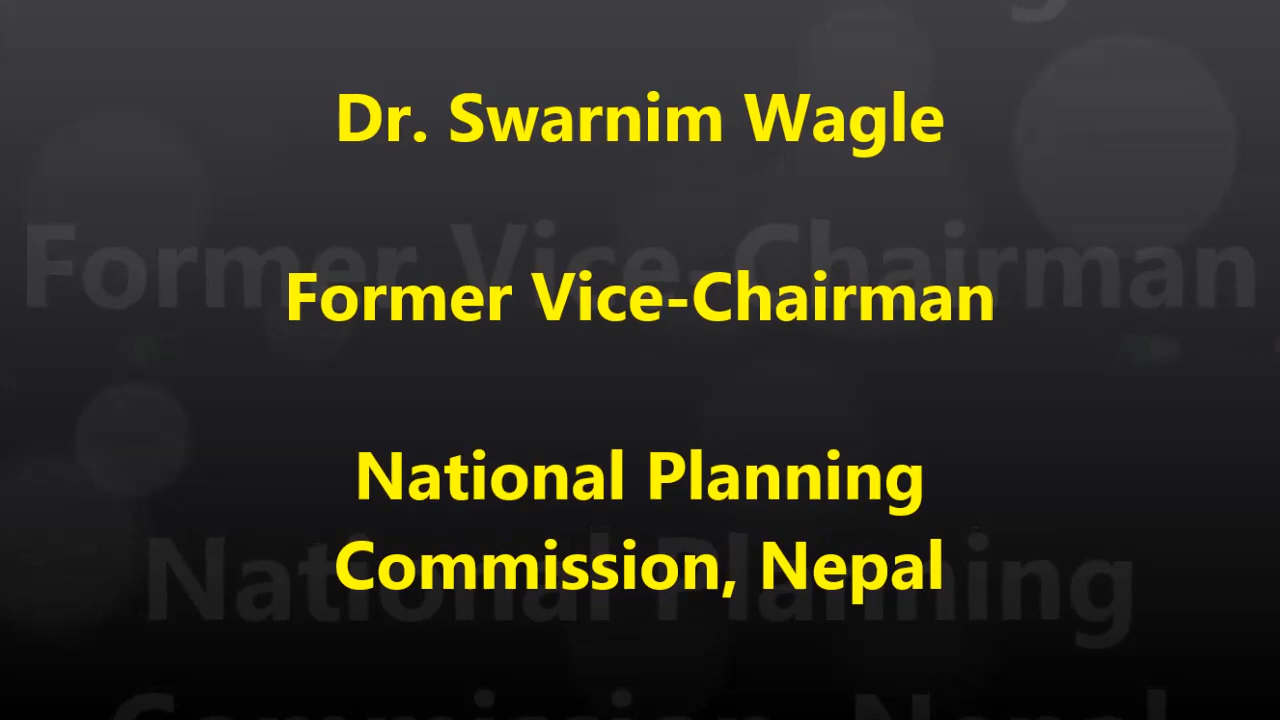 Dr. Swarnim Wagle
Former Vice-Chairman
National Planning
Commission, Nepal